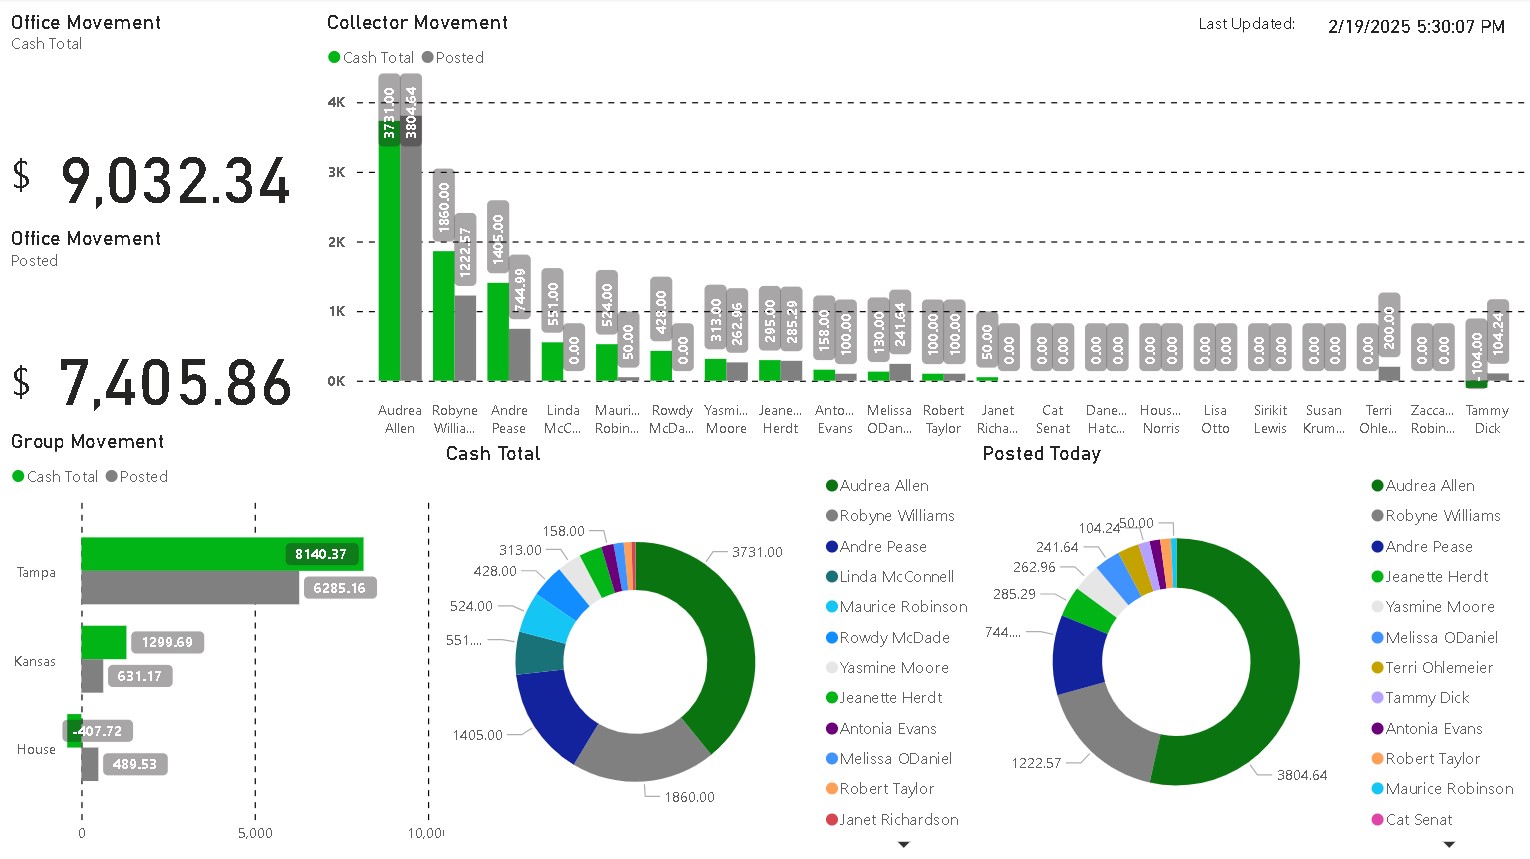 Office Movement
Cash Total
$ 9,032.34
Office Movement
Posted
$ 7,405.86
Collector Movement
Last Updated: 2/19/2025 5:30:07 PM
Cash Total Posted
4K
3K
2K
1K
0K
3731.00 3804.64
1860.00 1222.57
1405.00 744.99
551.00 0.00
524.00 50.00
428.00 0.00
313.00 262.96
295.00 285.29
158.00 100.00
130.00 241.64
100.00 100.00
50.00 0.00
0.00 0.00
0.00 0.00
0.00 0.00
0.00 0.00
0.00 0.00
0.00 0.00
0.00 200.00
0.00 0.00
-104.00 104.24
Audrea Allen
Robyne Willia...
Andre Pease
Linda McC...
Mauri... Robin...
Rowdy McDa...
Yasmi... Moore
Jeane... Herdt
Anto... Evans
Melissa ODan...
Robert Taylor
Janet Richa...
Cat Senat
Dane... Hatc...
Hous... Norris
Lisa Otto
Sirikit Lewis
Susan Krum...
Terri Ohle...
Zacca... Robin...
Tammy Dick
Group Movement
Cash Total Posted
Tampa
8140.37
6285.16
Kansas
1299.69
631.17
House
-407.72
489.53
0 5,000 10,00
Cash Total
158.00
313.00
428.00
524.00
551....
1405.00
1860.00
3731.00
Audrea Allen
Robyne Williams
Andre Pease
Linda McConnell
Maurice Robinson
Rowdy McDade
Yasmine Moore
Jeanette Herdt
Antonia Evans
Melissa ODaniel
Robert Taylor
Janet Richardson
Posted Today
50.00
104.24
241.64
262.96
285.29
744....
1222.57
3804.64
Audrea Allen
Robyne Williams
Andre Pease
Jeanette Herdt
Yasmine Moore
Melissa ODaniel
Terri Ohlemeier
Tammy Dick
Antonia Evans
Robert Taylor
Maurice Robinson
Cat Senat